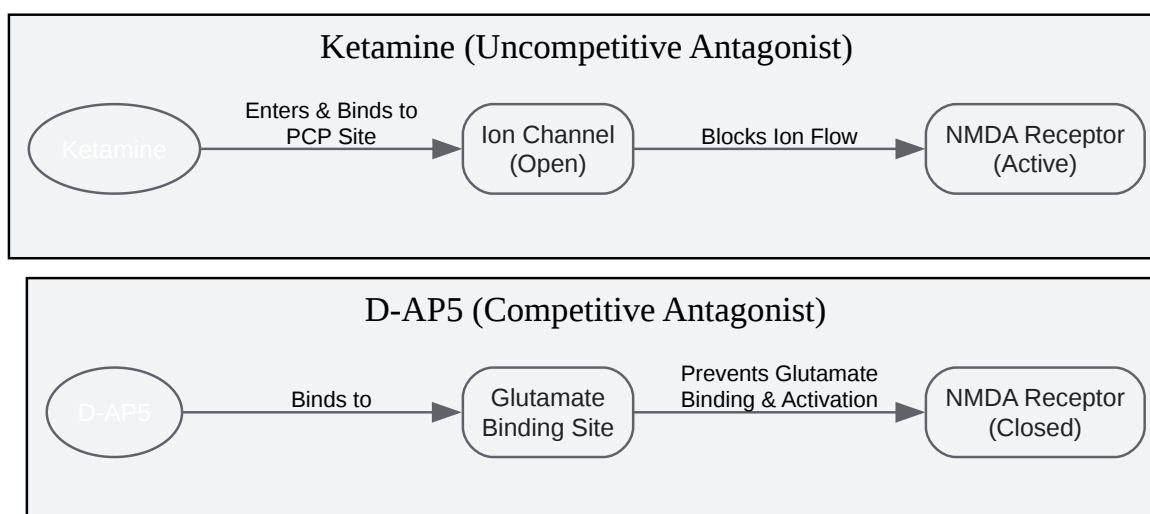 Ketamine (Uncompetitive Antagonist)
Ketamine
Enters & Binds to
PCP Site
Ion Channel
(Open)
Blocks Ion Flow
NMDA Receptor
(Active)
D-AP5 (Competitive Antagonist)
D-AP5
Binds to
Glutamate
Binding Site
Prevents Glutamate
Binding & Activation
NMDA Receptor
(Closed)